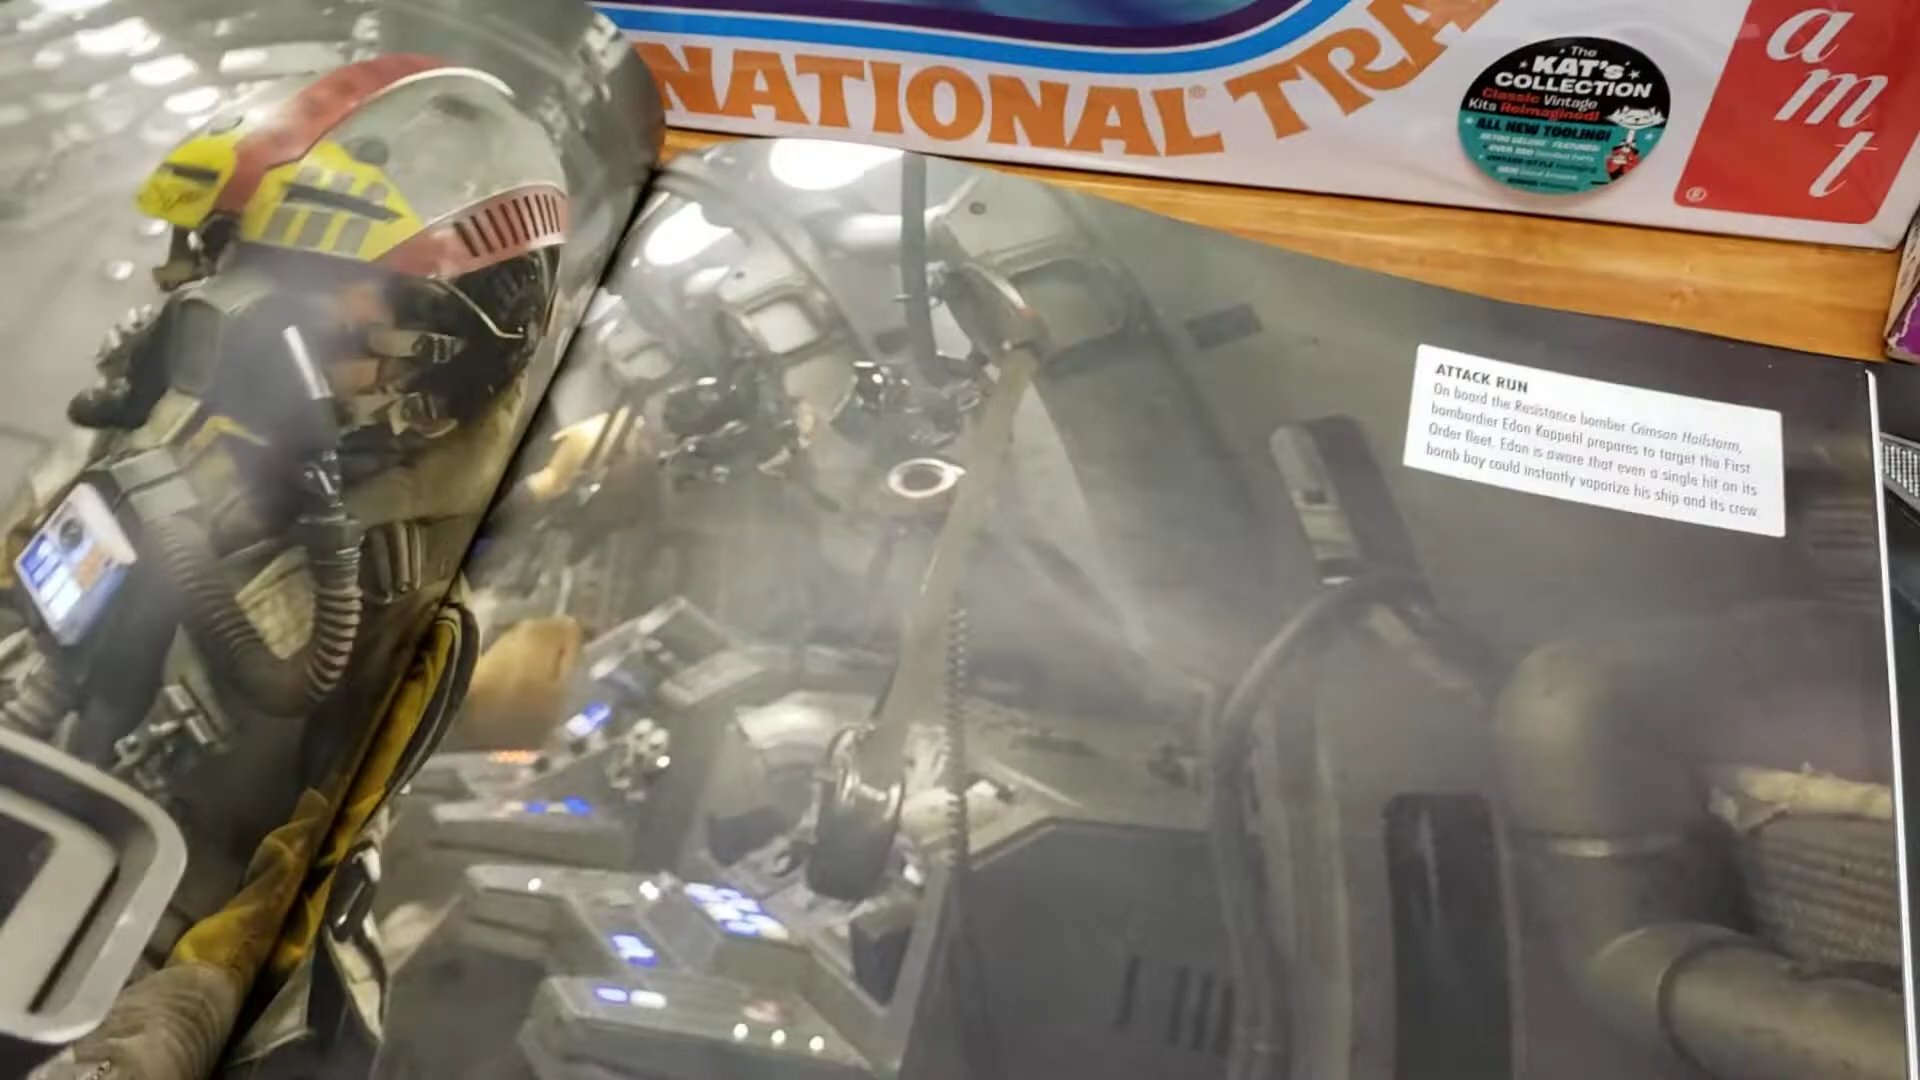 NATIONAL® TRA
The
KAT's
COLLECTION
Classic Vintage
Kits Reimagined!
ALL NEW TOOLING!
amt
®
ATTACK RUN
On board the Resistance bomber Crimson Hailstorm,
bombardier Edon Kappehl prepares to target the First
Order fleet. Edon is aware that even a single hit on its
bomb bay could instantly vaporize his ship and its crew.